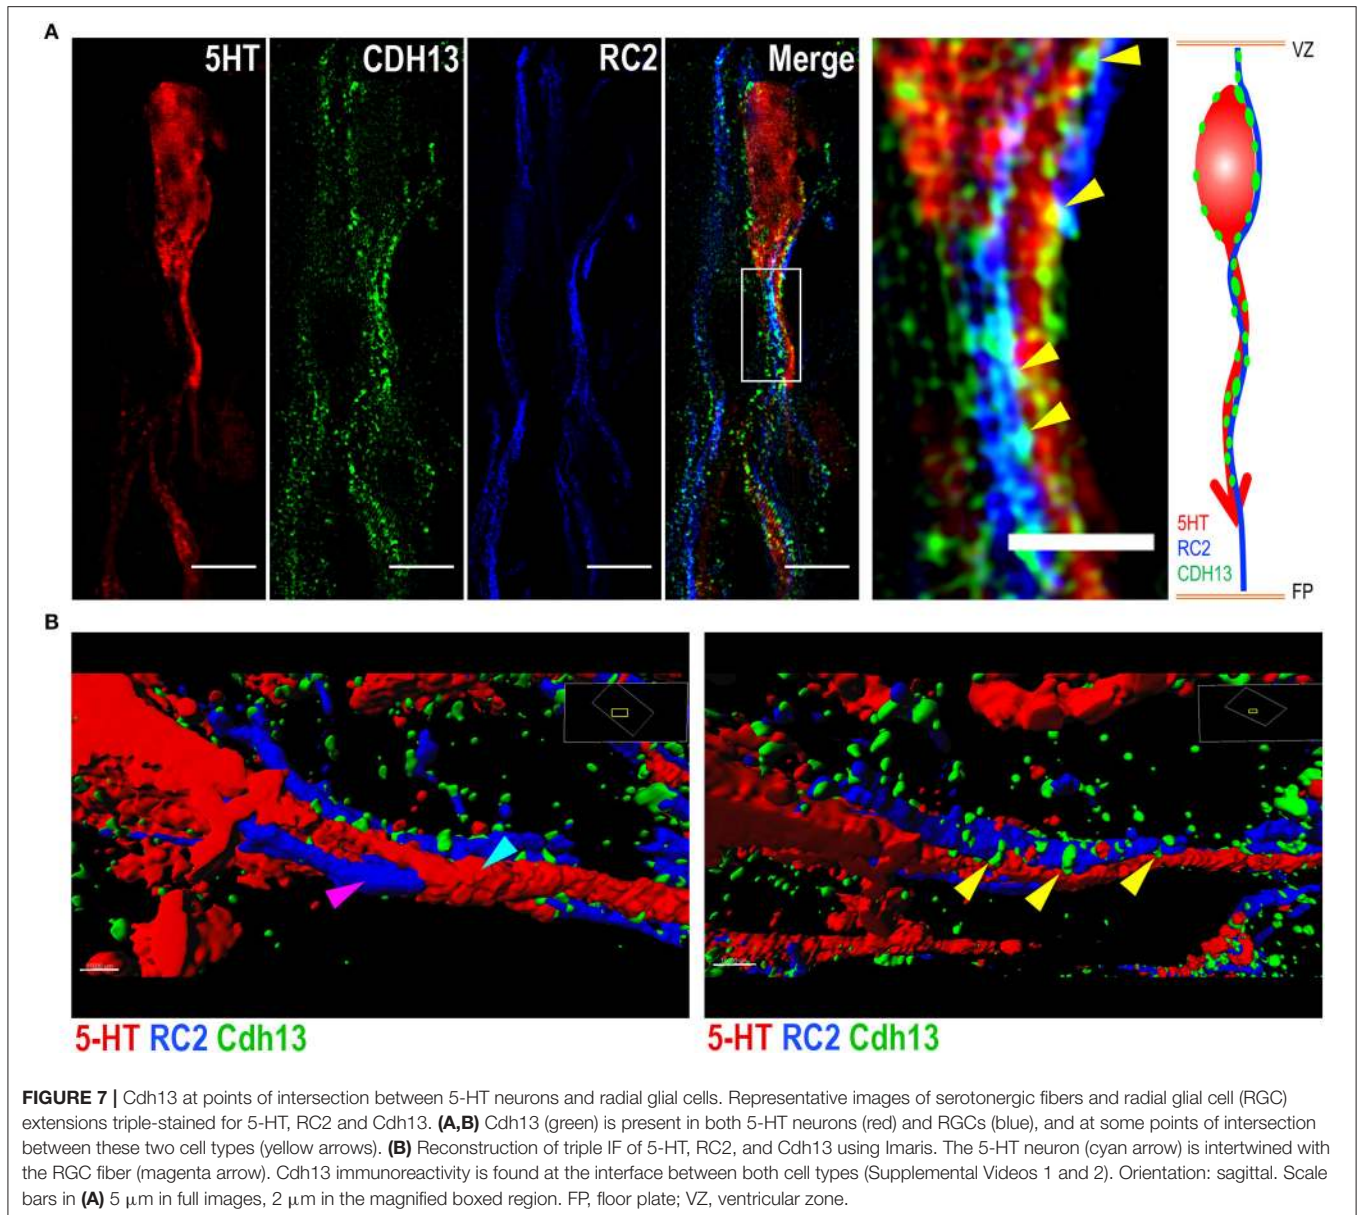 A
5HT
CDH13
RC2
Merge
VZ
5HT
RC2
CDH13
FP
B
5-HT RC2 Cdh13
5-HT RC2 Cdh13
FIGURE 7 | Cdh13 at points of intersection between 5-HT neurons and radial glial cells. Representative images of serotonergic fibers and radial glial cell (RGC)
extensions triple-stained for 5-HT, RC2 and Cdh13. (A,B) Cdh13 (green) is present in both 5-HT neurons (red) and RGCs (blue), and at some points of intersection
between these two cell types (yellow arrows). (B) Reconstruction of triple IF of 5-HT, RC2, and Cdh13 using Imaris. The 5-HT neuron (cyan arrow) is intertwined with
the RGC fiber (magenta arrow). Cdh13 immunoreactivity is found at the interface between both cell types (Supplemental Videos 1 and 2). Orientation: sagittal. Scale
bars in (A) 5 μm in full images, 2 μm in the magnified boxed region. FP, floor plate; VZ, ventricular zone.